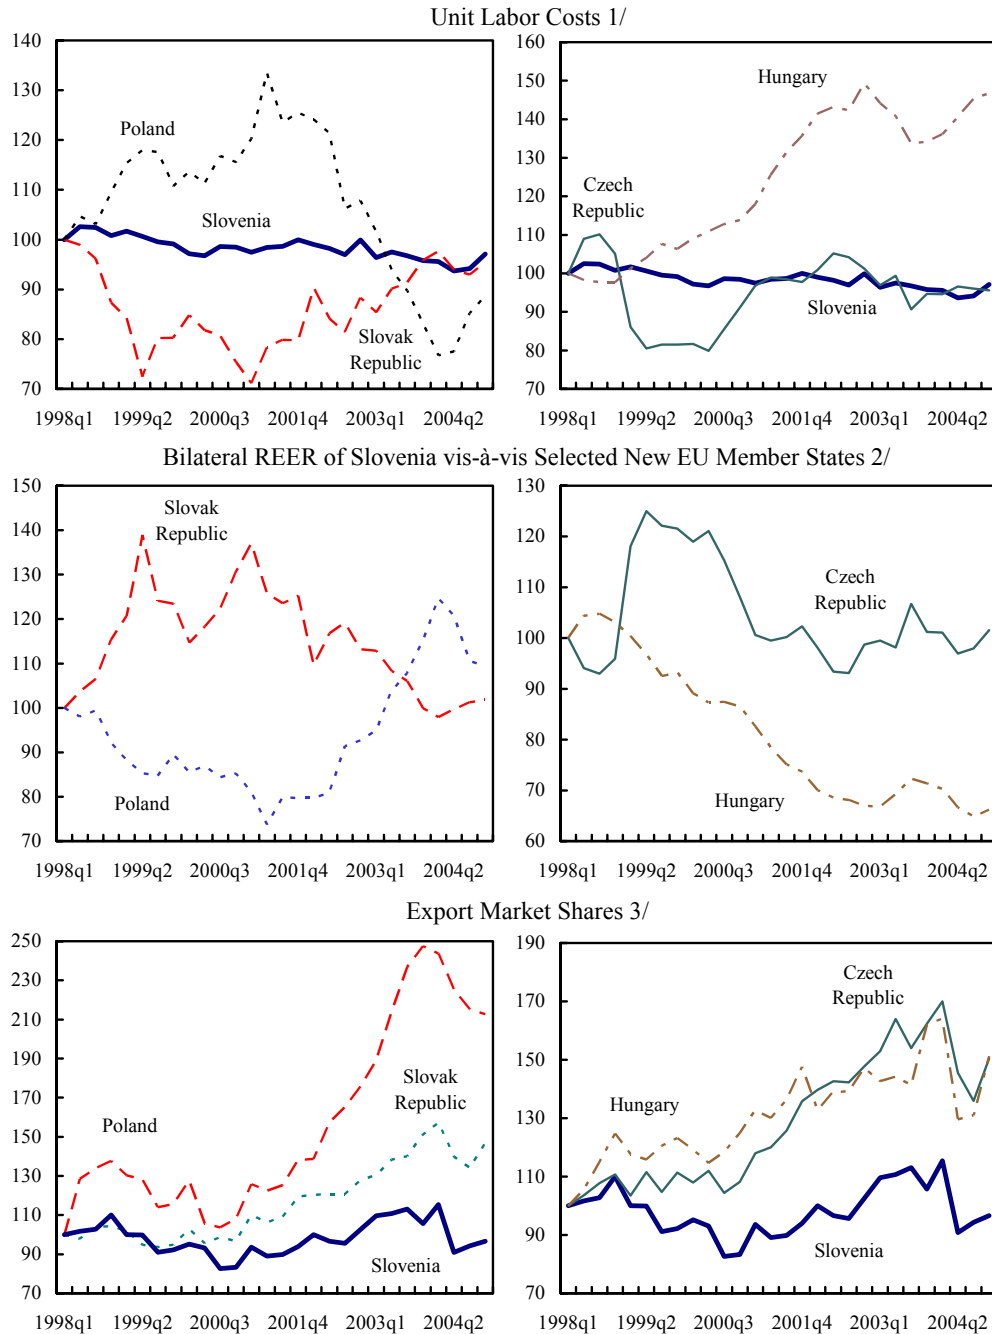 Unit Labor Costs 1/
140
130
120
110
100
90
80
70
Poland
Slovenia
Slovak
Republic
1998q1 1999q2 2000q3 2001q4 2003q1 2004q2
160
150
140
130
120
110
100
90
80
70
Hungary
Czech
Republic
Slovenia
1998q1 1999q2 2000q3 2001q4 2003q1 2004q2
Bilateral REER of Slovenia vis-à-vis Selected New EU Member States 2/
150
140
130
120
110
100
90
80
70
Slovak
Republic
Poland
1998q1 1999q2 2000q3 2001q4 2003q1 2004q2
130
120
110
100
90
80
70
60
Czech
Republic
Hungary
1998q1 1999q2 2000q3 2001q4 2003q1 2004q2
Export Market Shares 3/
250
230
210
190
170
150
130
110
90
70
Poland
Slovak
Republic
Slovenia
1998q1 1999q2 2000q3 2001q4 2003q1 2004q2
190
170
150
130
110
90
70
Czech
Republic
Hungary
Slovenia
1998q1 1999q2 2000q3 2001q4 2003q1 2004q2